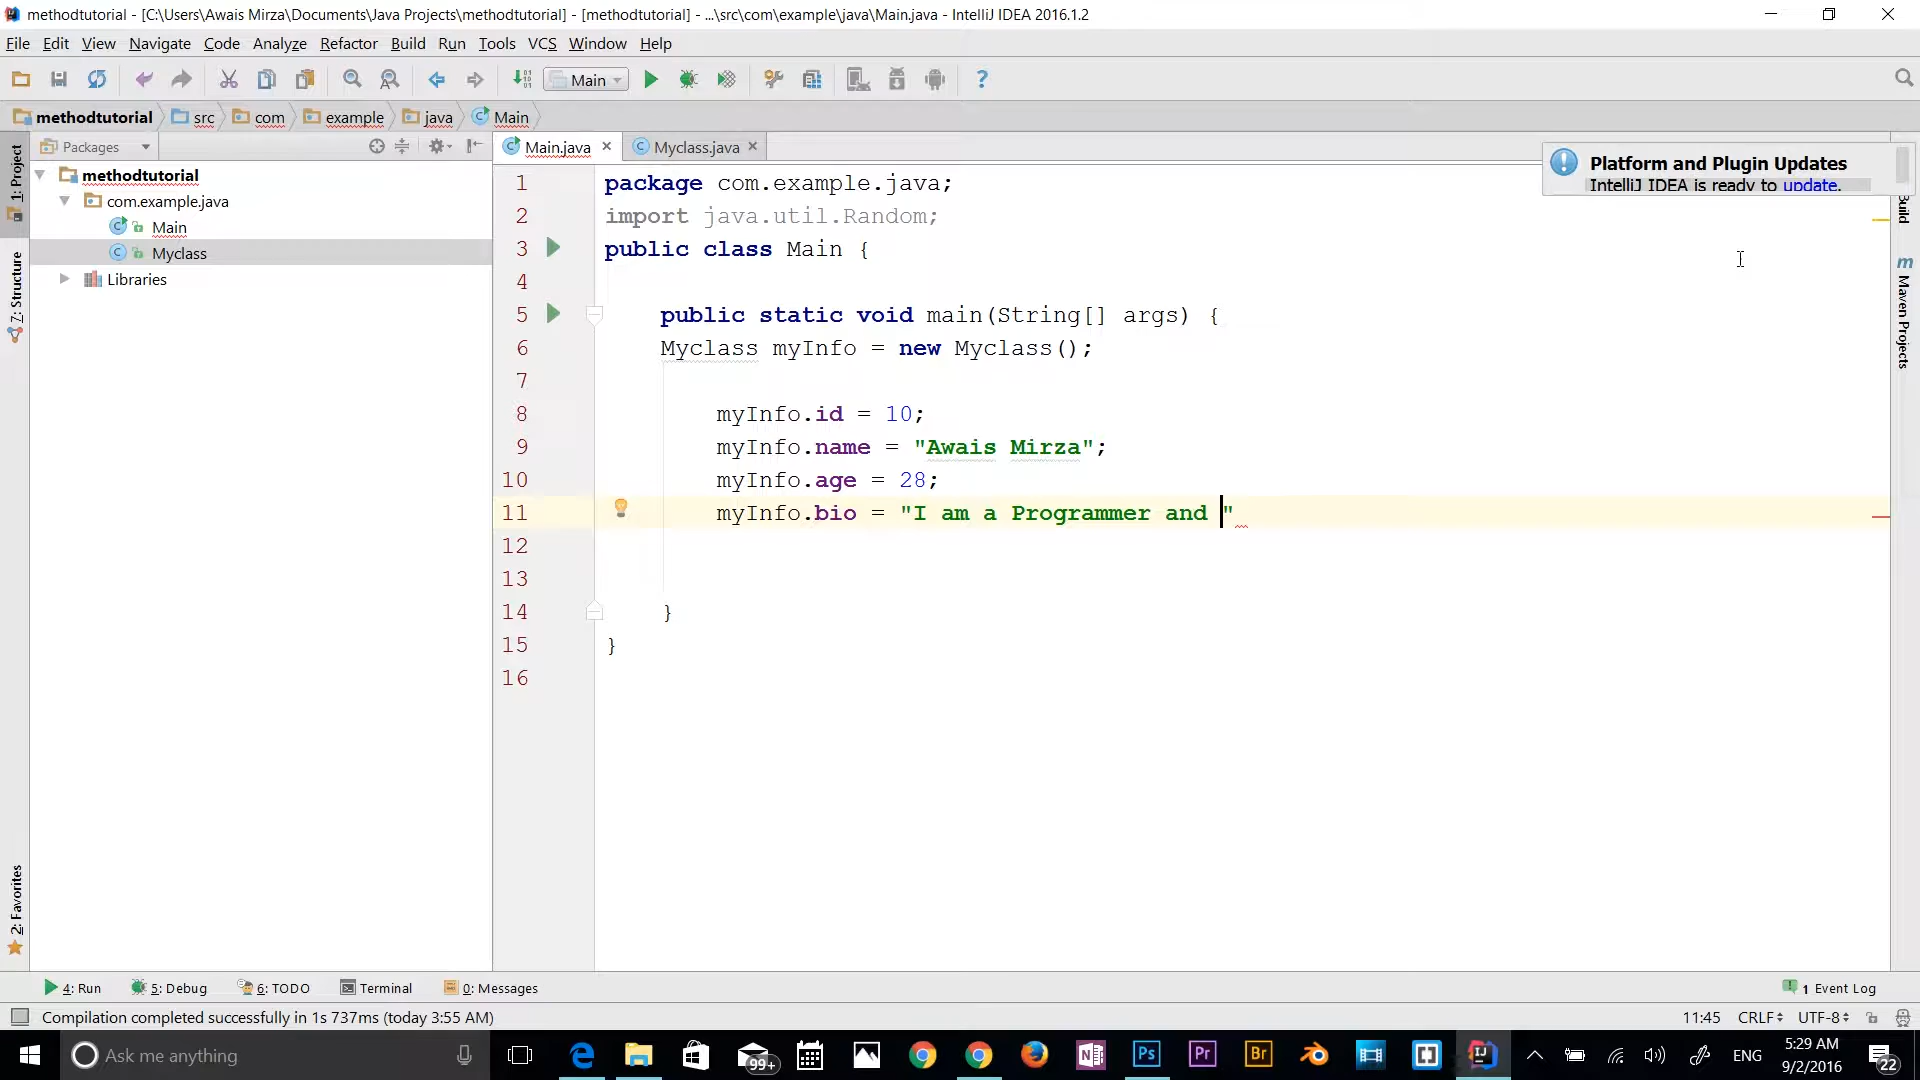 methodtutorial - [C:\Users\Awais Mirza\Documents\Java Projects\methodtutorial] - [methodtutorial] - ...\src\com\example\java\Main.java - IntelliJ IDEA 2016.1.2
File Edit View Navigate Code Analyze Refactor Build Run Tools VCS Window Help
Main
methodtutorial src com example java Main
Packages
Main.java Myclass.java
1: Project
7: Structure
2: Favorites
methodtutorial
com.example.java
Main
Myclass
Libraries
1 package com.example.java;
2 import java.util.Random;
3 public class Main {
4
5 public static void main(String[] args) {
6 Myclass myInfo = new Myclass();
7
8 myInfo.id = 10;
9 myInfo.name = "Awais Mirza";
10 myInfo.age = 28;
11 myInfo.bio = "I am a Programmer and "
12
13
14 }
15 }
16
Platform and Plugin Updates
IntelliJ IDEA is ready to update.
Maven Projects
4: Run 5: Debug 6: TODO Terminal 0: Messages 1 Event Log
Compilation completed successfully in 1s 737ms (today 3:55 AM) 11:45 CRLF UTF-8
Ask me anything 99+ N Ps Pr Br IJ ENG 5:29 AM 22
9/2/2016